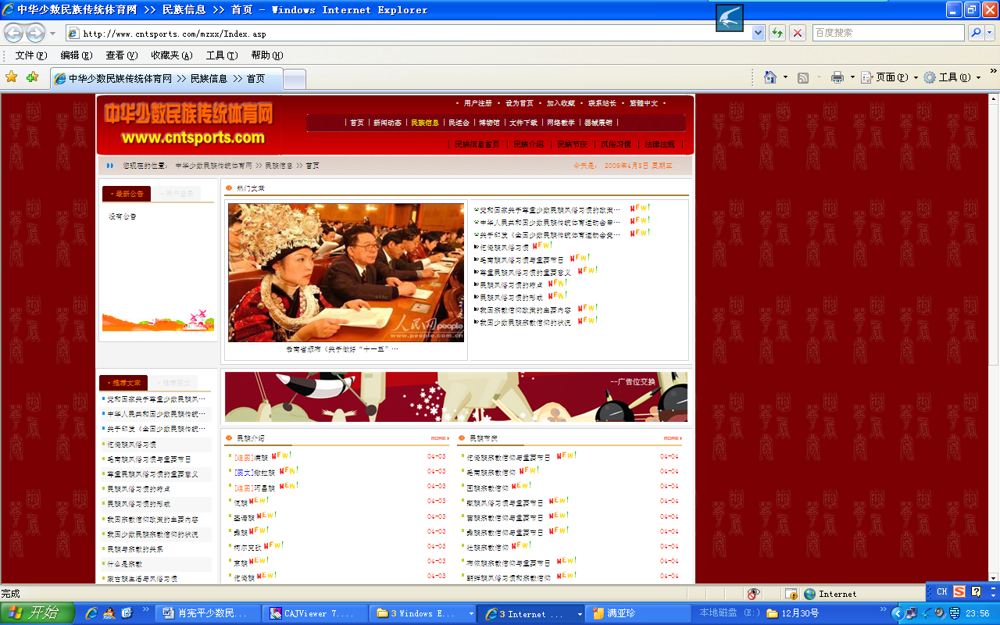 中华少数民族传统体育网 >> 民族信息 >> 首页 - Windows Internet Explorer
http://www.cntsports.com/mzxx/Index.asp
百度搜索
文件(F) 编辑(E) 查看(V) 收藏夹(A) 工具(T) 帮助(H)
中华少数民族传统体育网 >> 民族信息 >> 首页
页面(P) 工具(O)
中华少数民族传统体育网
www.cntsports.com
· 用户注册 · 设为首页 · 加入收藏 · 联系站长 · 繁體中文 ·
| 首页 | 新闻动态 | 民族信息 | 民运会 | 博物馆 | 文件下载 | 网络教学 | 器械展销 |
| 民族信息首页 | 民族介绍 | 民族节庆 | 风俗习惯 | 法律法规 |
您现在的位置: 中华少数民族传统体育网 >> 民族信息 >> 首页
今天是: 2009年4月8日 星期三
· 最新公告 · 用户登录
没有公告
热门文章
党和国家关于尊重少数民族风俗习惯的政策… NEW!
中华人民共和国少数民族传统体育运动会申… NEW!
关于印发《全国少数民族传统体育运动会竞… NEW!
仡佬族风俗习惯 NEW!
毛南族风俗习惯与重要节日 NEW!
尊重民族风俗习惯的重要意义 NEW!
民族风俗习惯的特点 NEW!
民族风俗习惯的形成 NEW!
我国宗教信仰政策的主要内容 NEW!
我国少数民族宗教信仰的状况 NEW!
人民网 people
www.people.com.cn
云南省颁布《关于做好“十一五”…
· 推荐文章 · 推荐图文
党和国家关于尊重少数民族风…
中华人民共和国少数民族传统…
关于印发《全国少数民族传统…
仡佬族风俗习惯
毛南族风俗习惯与重要节日
尊重民族风俗习惯的重要意义
民族风俗习惯的特点
民族风俗习惯的形成
我国宗教信仰政策的主要内容
我国少数民族宗教信仰的状况
民族与宗教的关系
什么是宗教
蒙古族生活与风俗习惯
--广告位交换
民族介绍 MORE
[组图]满族 NEW! 04-03
[图文]撒拉族 NEW! 04-03
[组图]阿昌族 NEW! 04-03
佤族 NEW! 04-03
基诺族 NEW! 04-03
彝族 NEW! 04-03
柯尔克孜 NEW! 04-03
京族 NEW! 04-03
仡佬族 NEW! 04-03
民族节庆 MORE
仡佬族宗教信仰与重要节日 NEW! 04-04
毛南族宗教信仰 NEW! 04-04
回族宗教信仰 NEW! 04-04
瑶族风俗习惯与重要节日 NEW! 04-04
苗族宗教信仰与重要节日 NEW! 04-04
彝族宗教信仰与重要节日 NEW! 04-04
壮族宗教信仰 NEW! 04-04
布依族宗教信仰与重要节日 NEW! 04-04
朝鲜族风俗习惯和宗教信仰 NEW! 04-04
完成
Internet
CH
开始
肖宪平少数民...
CAJViewer 7....
3 Windows E...
3 Internet ...
满亚珍
本地磁盘 (E:)
12月30号
23:56